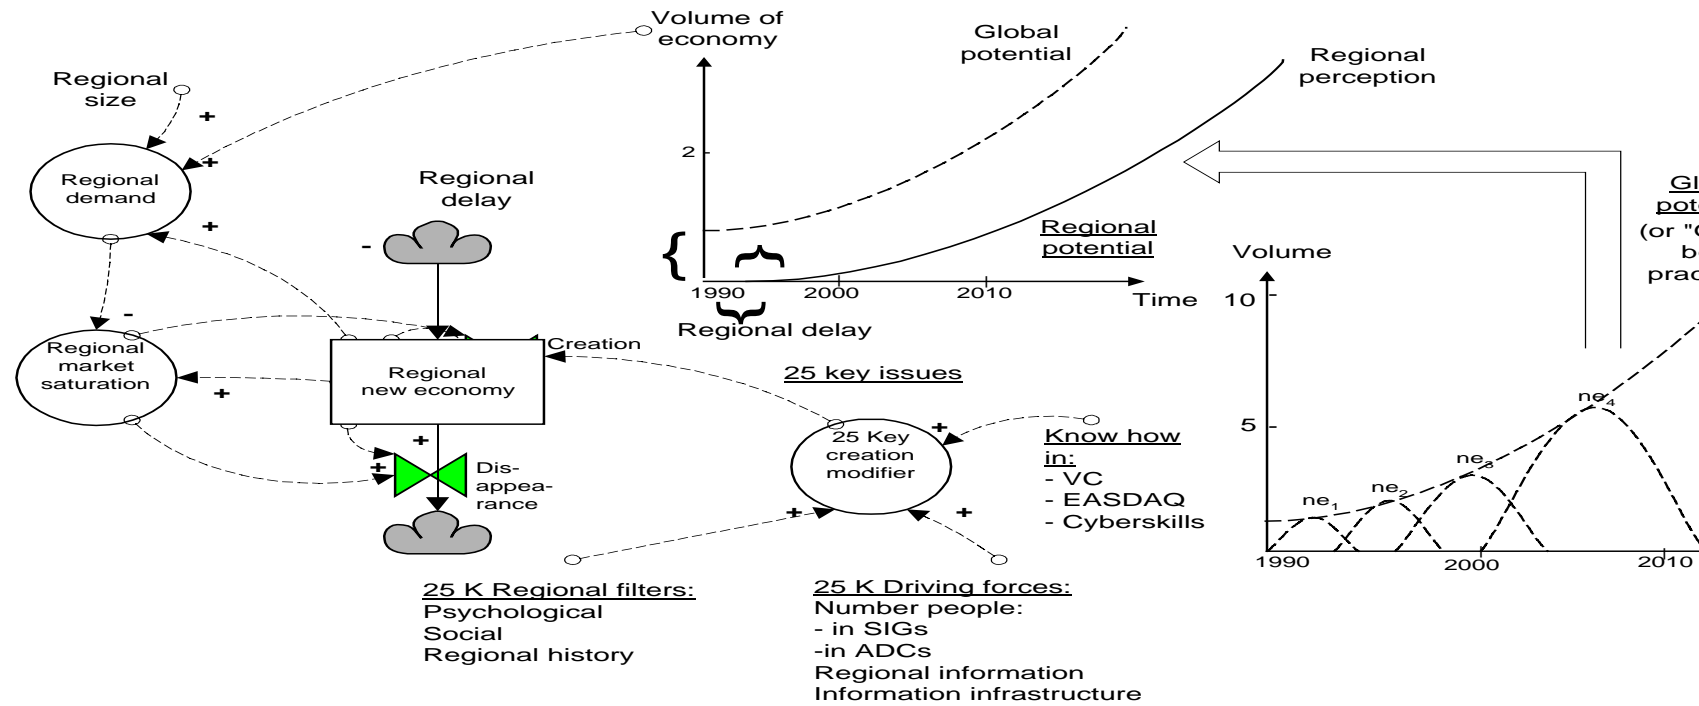 Regional
size
+
+
Regional
demand
+
Regional
delay
-
-
Regional
market
saturation
+
Regional
new economy
Creation
+
+
Dis-
appea-
rance
Volume of
economy
2
Global
potential
Regional
perception
Regional
potential
1990
2000
2010
Time
Regional delay
25 key issues
25 Key
creation
modifier
+
+
+
Know how
in:
- VC
- EASDAQ
- Cyberskills
25 K Regional filters:
Psychological
Social
Regional history
25 K Driving forces:
Number people:
- in SIGs
-in ADCs
Regional information
Information infrastructure
Volume
10
5
ne1
ne2
ne3
ne4
1990
2000
2010
(or